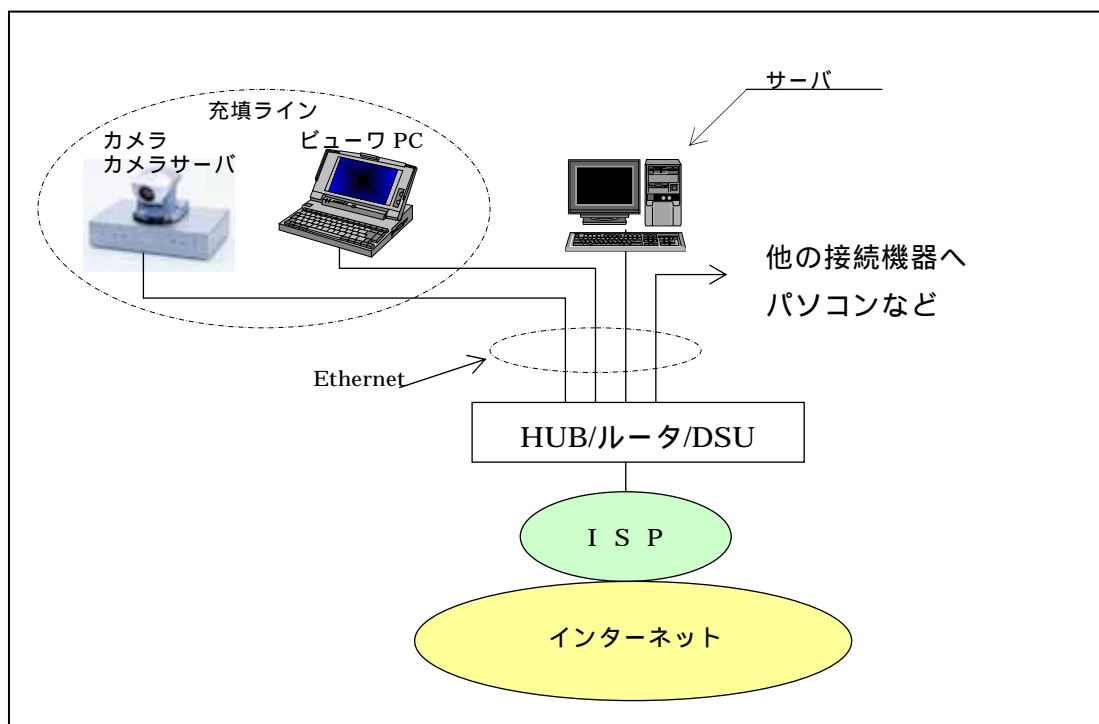 サーバ
充填ライン
カメラ
カメラサーバ
ビューワ PC
他の接続機器へ
パソコンなど
Ethernet
HUB/ルータ/DSU
I S P
インターネット